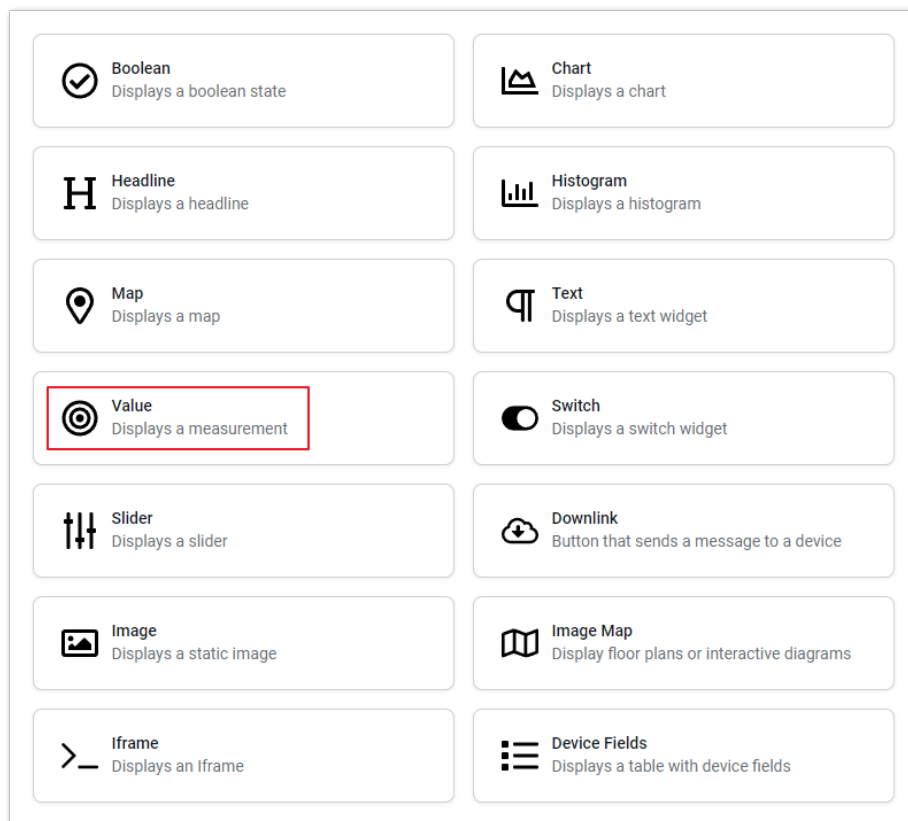 Boolean
Displays a boolean state
Chart
Displays a chart
Headline
Displays a headline
Histogram
Displays a histogram
Map
Displays a map
Text
Displays a text widget
Value
Displays a measurement
Switch
Displays a switch widget
Slider
Displays a slider
Downlink
Button that sends a message to a device
Image
Displays a static image
Image Map
Display floor plans or interactive diagrams
Iframe
Displays an Iframe
Device Fields
Displays a table with device fields